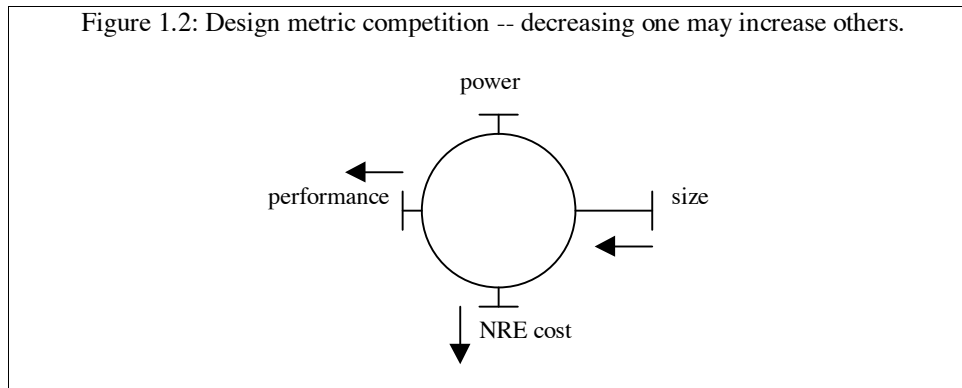 Figure 1.2: Design metric competition -- decreasing one may increase others.
power
performance
size
NRE cost